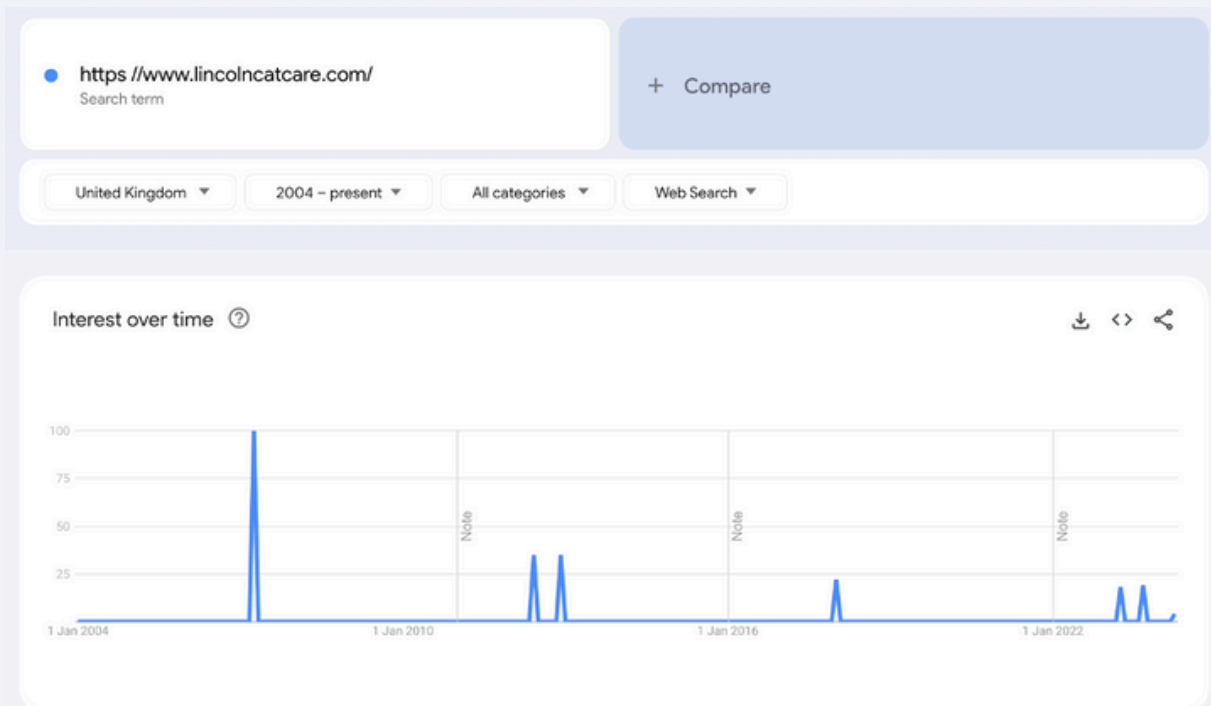 https //www.lincolncatcare.com/
Search term
+ Compare
United Kingdom
2004 – present
All categories
Web Search
Interest over time
100
75
50
25
Note
Note
Note
1 Jan 2004
1 Jan 2010
1 Jan 2016
1 Jan 2022